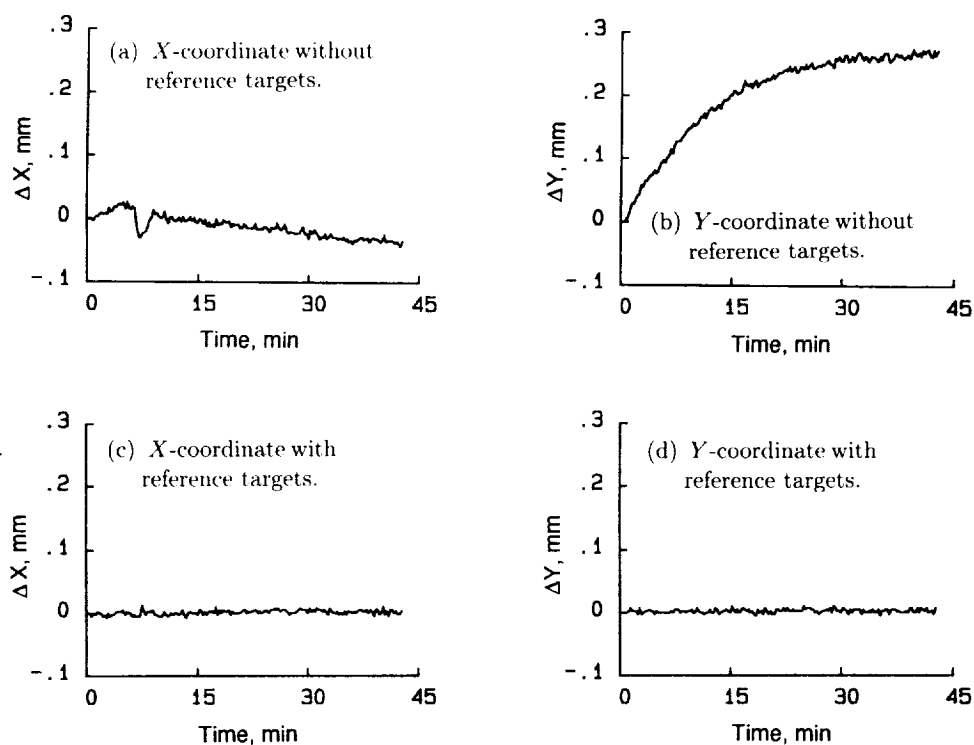 .3
.2
.1
0
-.1
ΔX, mm
(a) X-coordinate without
reference targets.
0 15 30 45
Time, min
.3
.2
.1
0
-.1
ΔY, mm
(b) Y-coordinate without
reference targets.
0 15 30 45
Time, min
.3
.2
.1
0
-.1
ΔX, mm
(c) X-coordinate with
reference targets.
0 15 30 45
Time, min
.3
.2
.1
0
-.1
ΔY, mm
(d) Y-coordinate with
reference targets.
0 15 30 45
Time, min